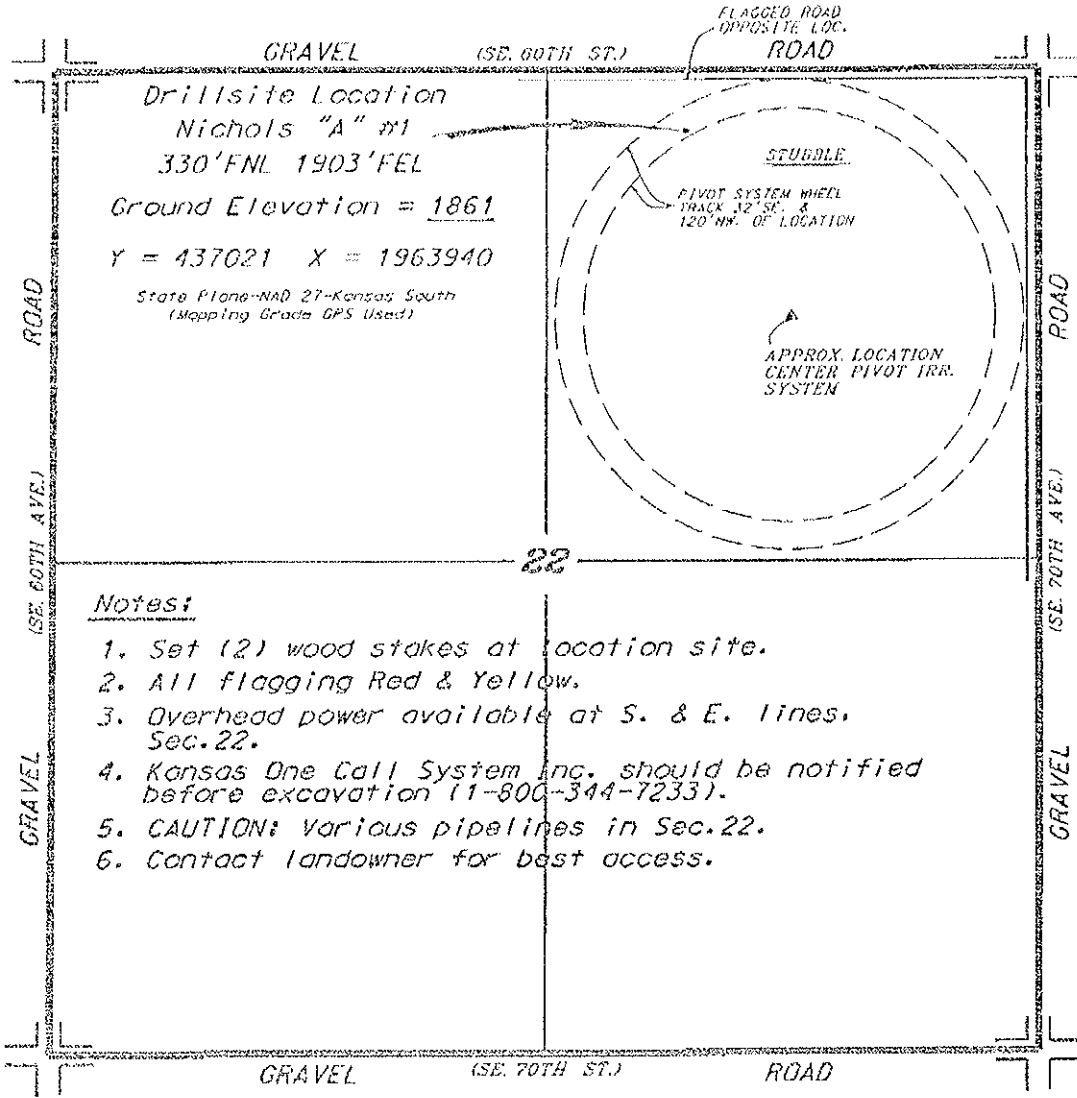 FLAGGED ROAD
OPPOSITE LOC.
GRAVEL (SE. 60TH ST.) ROAD
Drillsite Location
Nichols "A" #1
330'FNL 1903'FEL
Ground Elevation = 1861
Y = 437021 X = 1963940
State Plane-NAD 27-Kansas South
(Mapping Grade GPS Used)
STUBBLE
PIVOT SYSTEM WHEEL
TRACK 32'SE. &
120'NW. OF LOCATION
APPROX. LOCATION
CENTER PIVOT IRR.
SYSTEM
ROAD
(SE. 60TH AVE.)
GRAVEL
ROAD
(SE. 70TH AVE.)
GRAVEL
22
Notes:
1. Set (2) wood stakes at location site.
2. All flagging Red & Yellow.
3. Overhead power available at S. & E. lines.
Sec.22.
4. Kansas One Call System Inc. should be notified
before excavation (1-800-344-7233).
5. CAUTION: Various pipelines in Sec.22.
6. Contact landowner for best access.
GRAVEL (SE. 70TH ST.) ROAD